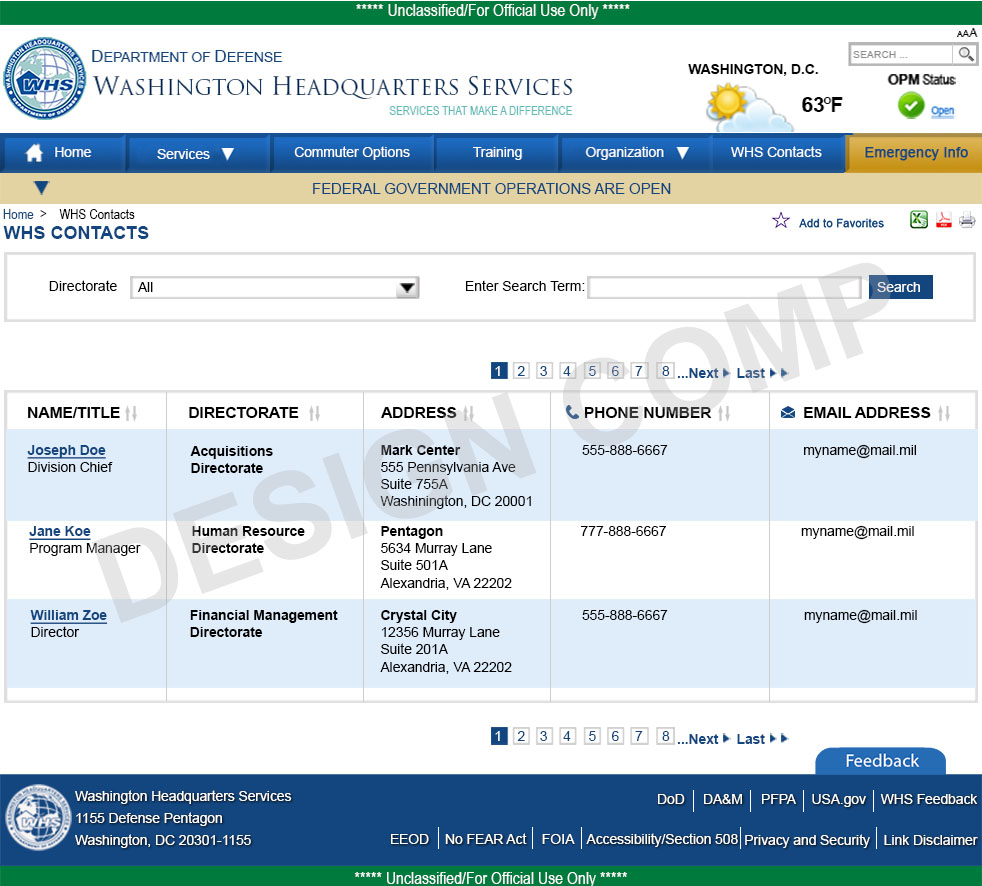 ***** Unclassified/For Official Use Only *****
AAA
WASHINGTON HEADQUARTERS SERVICES
WHS
DEPARTMENT OF DEFENSE
WASHINGTON HEADQUARTERS SERVICES
SERVICES THAT MAKE A DIFFERENCE
WASHINGTON, D.C.
63ºF
SEARCH ...
OPM Status
Open
Home
Services
Commuter Options
Training
Organization
WHS Contacts
Emergency Info
FEDERAL GOVERNMENT OPERATIONS ARE OPEN
Home > WHS Contacts
WHS CONTACTS
Add to Favorites
Directorate
All
Enter Search Term:
Search
DESIGN COMP
1 2 3 4 5 6 7 8 ...Next Last
NAME/TITLE DIRECTORATE ADDRESS PHONE NUMBER EMAIL ADDRESS
Joseph Doe
Division Chief
Acquisitions
Directorate
Mark Center
555 Pennsylvania Ave
Suite 755A
Washinington, DC 20001
555-888-6667
myname@mail.mil
Jane Koe
Program Manager
Human Resource
Directorate
Pentagon
5634 Murray Lane
Suite 501A
Alexandria, VA 22202
777-888-6667
myname@mail.mil
William Zoe
Director
Financial Management
Directorate
Crystal City
12356 Murray Lane
Suite 201A
Alexandria, VA 22202
555-888-6667
myname@mail.mil
1 2 3 4 5 6 7 8 ...Next Last
Feedback
WHS
Washington Headquarters Services
1155 Defense Pentagon
Washington, DC 20301-1155
DoD | DA&M | PFPA | USA.gov | WHS Feedback
EEOD | No FEAR Act | FOIA | Accessibility/Section 508 | Privacy and Security | Link Disclaimer
***** Unclassified/For Official Use Only *****